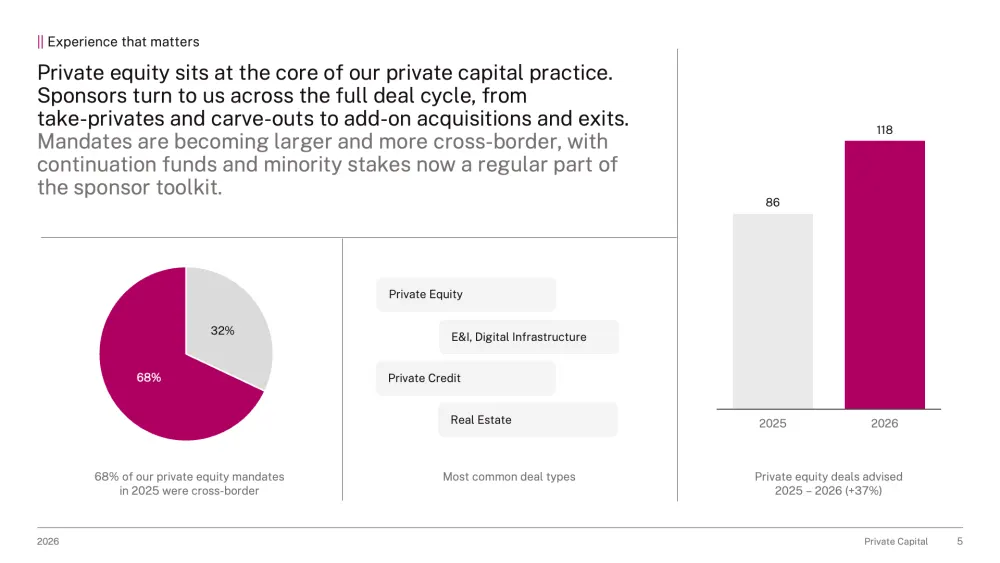 Experience that matters
Private equity sits at the core of our private capital practice.
Sponsors turn to us across the full deal cycle, from
take-privates and carve-outs to add-on acquisitions and exits.
Mandates are becoming larger and more cross-border, with
continuation funds and minority stakes now a regular part of
the sponsor toolkit.
32%
68%
68% of our private equity mandates
in 2025 were cross-border
Private Equity
E&I, Digital Infrastructure
Private Credit
Real Estate
Most common deal types
118
86
2025
2026
Private equity deals advised
2025 – 2026 (+37%)
2026
Private Capital
5